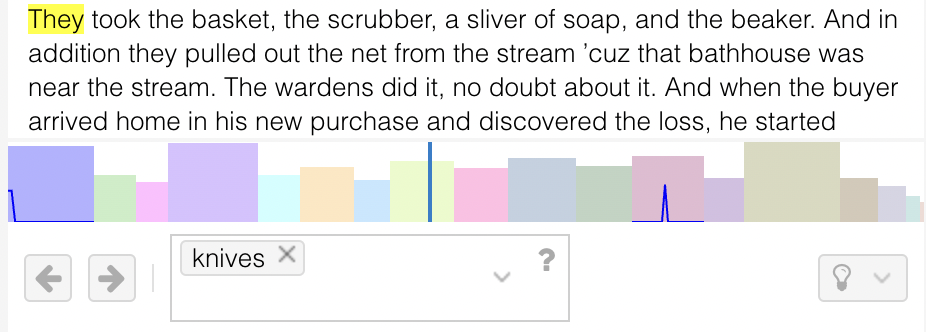 They took the basket, the scrubber, a sliver of soap, and the beaker. And in
addition they pulled out the net from the stream ’cuz that bathhouse was
near the stream. The wardens did it, no doubt about it. And when the buyer
arrived home in his new purchase and discovered the loss, he started
knives ?